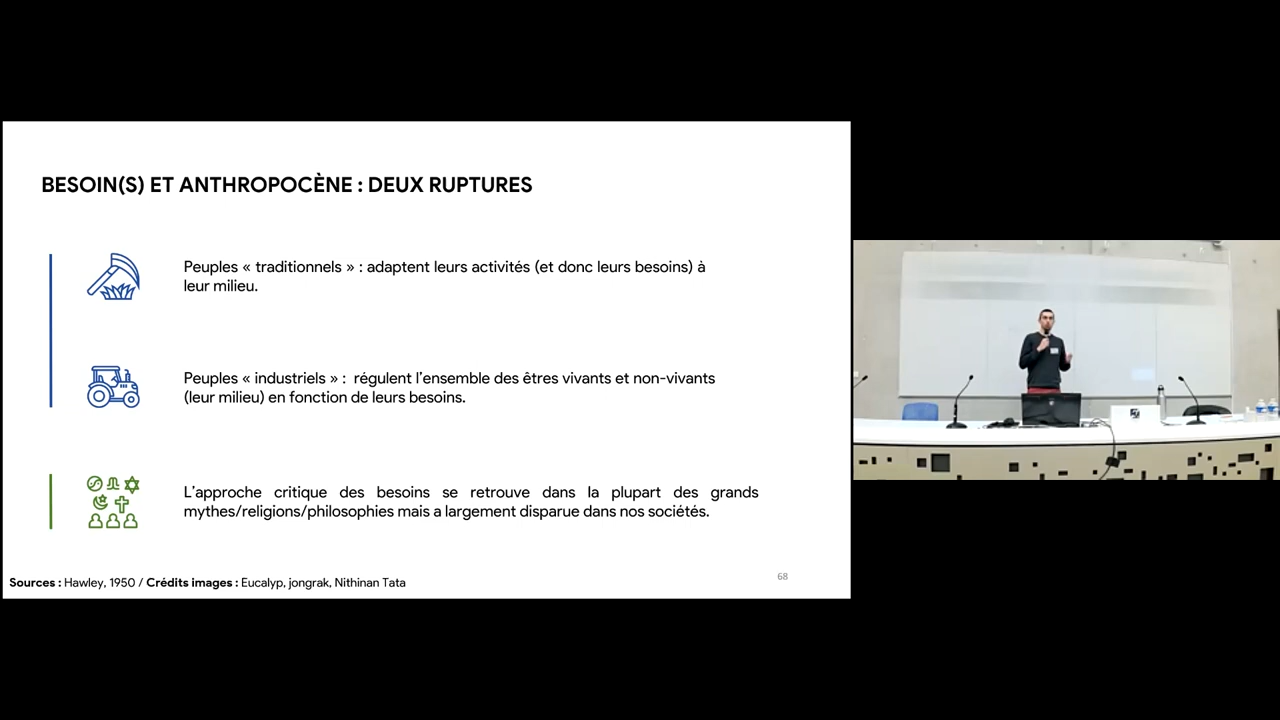 BESOIN(S) ET ANTHROPOCÈNE : DEUX RUPTURES
Peuples « traditionnels » : adaptent leurs activités (et donc leurs besoins) à
leur milieu.
Peuples « industriels » : régulent l'ensemble des êtres vivants et non-vivants
(leur milieu) en fonction de leurs besoins.
L'approche critique des besoins se retrouve dans la plupart des grands
mythes/religions/philosophies mais a largement disparue dans nos sociétés.
Sources : Hawley, 1950 / Crédits images : Eucalyp, jongrak, Nithinan Tata
68